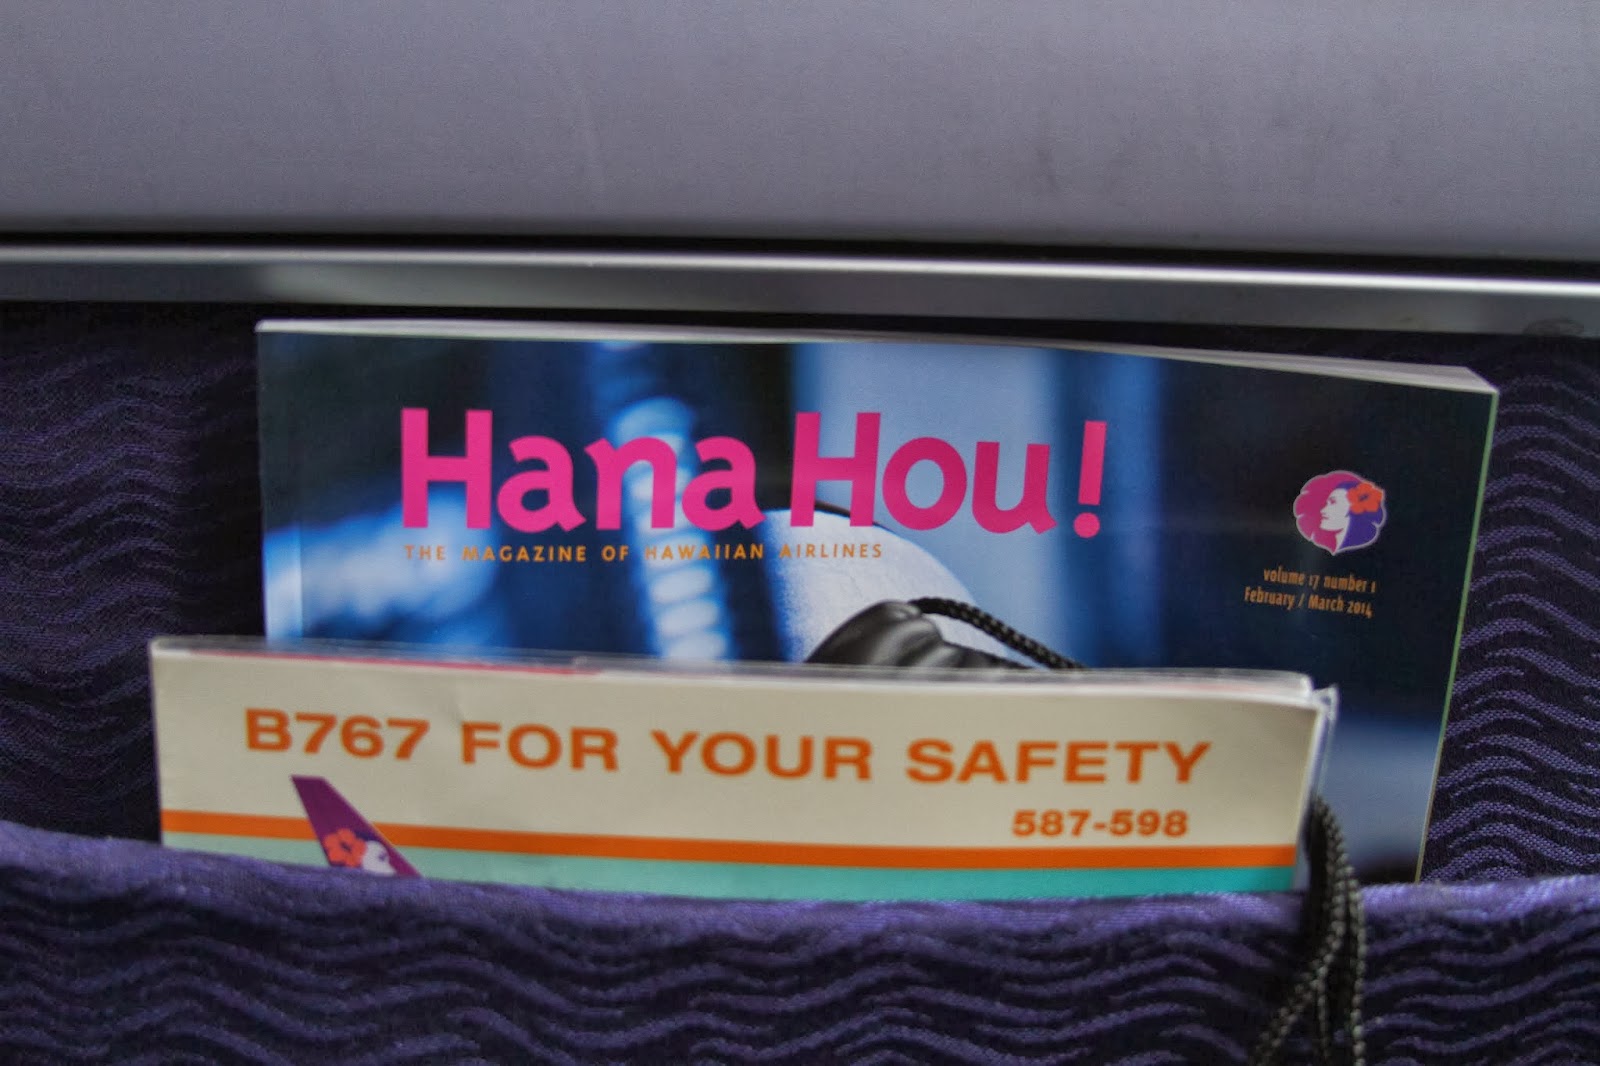 Hana Hou!
THE MAGAZINE OF HAWAIIAN AIRLINES
volume 17 number 1
February / March 2014
B767 FOR YOUR SAFETY
587-598